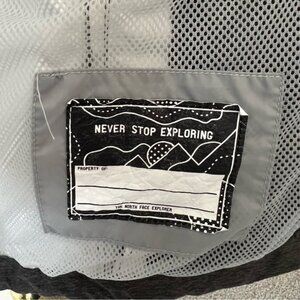 NEVER STOP EXPLORING
PROPERTY OF:
THE NORTH FACE EXPLORER